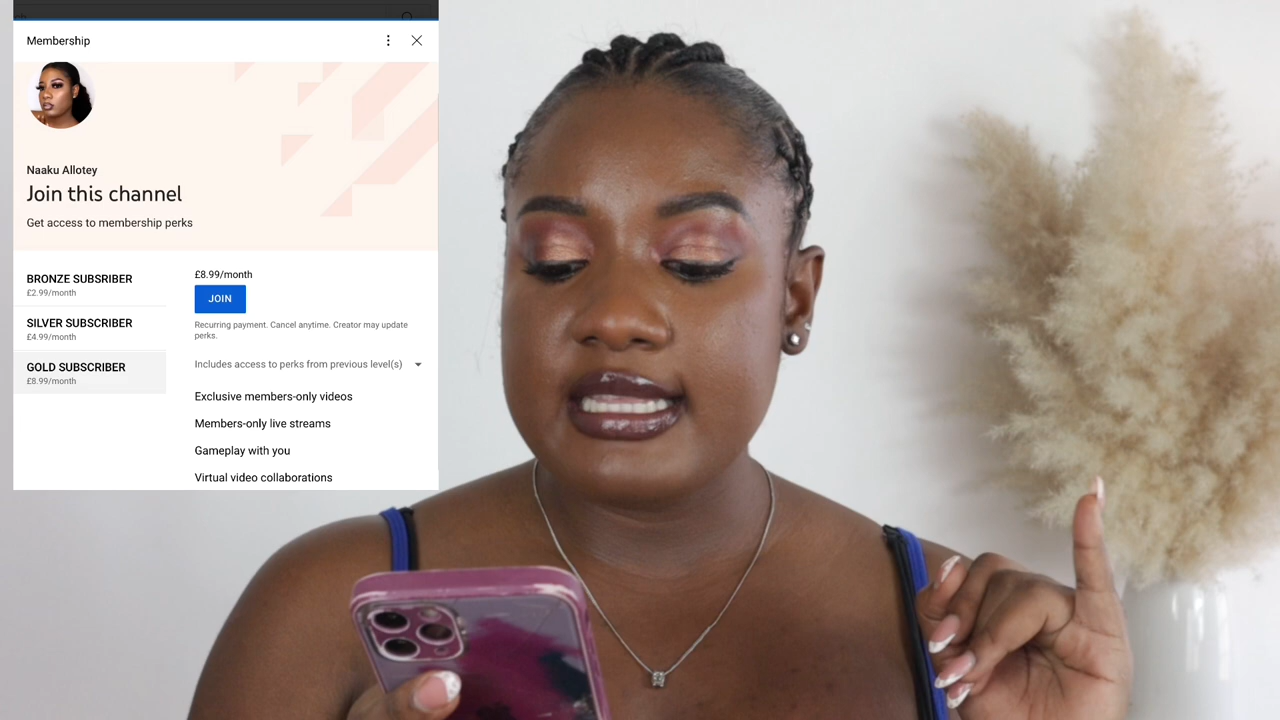 Membership
Naaku Allotey
Join this channel
Get access to membership perks
BRONZE SUBSRIBER
£2.99/month
SILVER SUBSCRIBER
£4.99/month
GOLD SUBSCRIBER
£8.99/month
£8.99/month
JOIN
Recurring payment. Cancel anytime. Creator may update
perks.
Includes access to perks from previous level(s)
Exclusive members-only videos
Members-only live streams
Gameplay with you
Virtual video collaborations